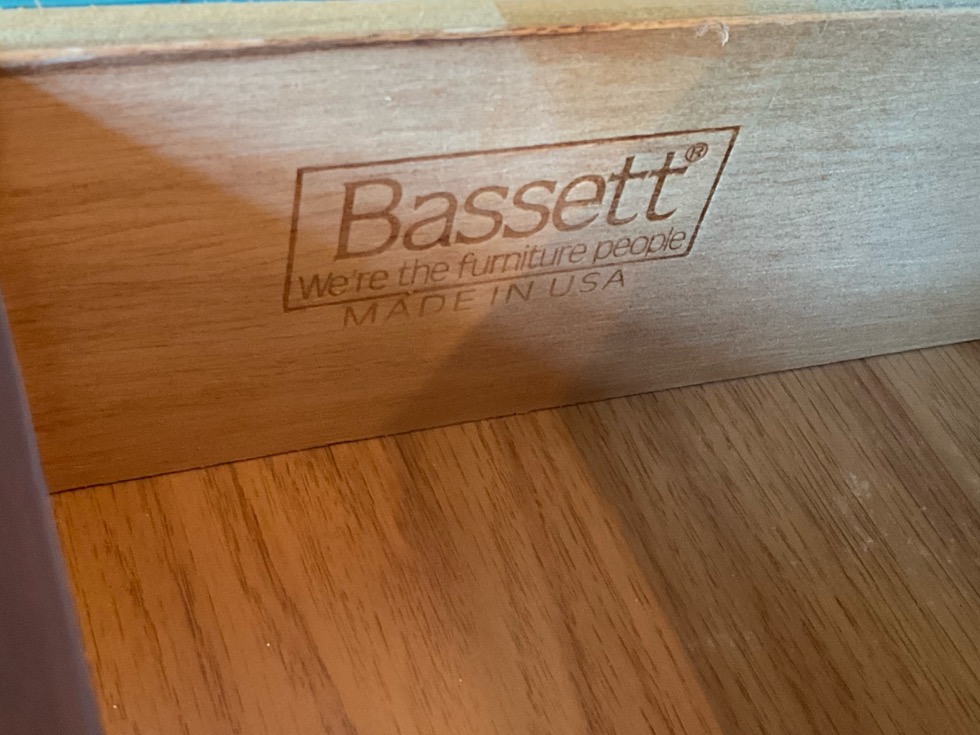 Bassett®
We're the furniture people
MADE IN USA